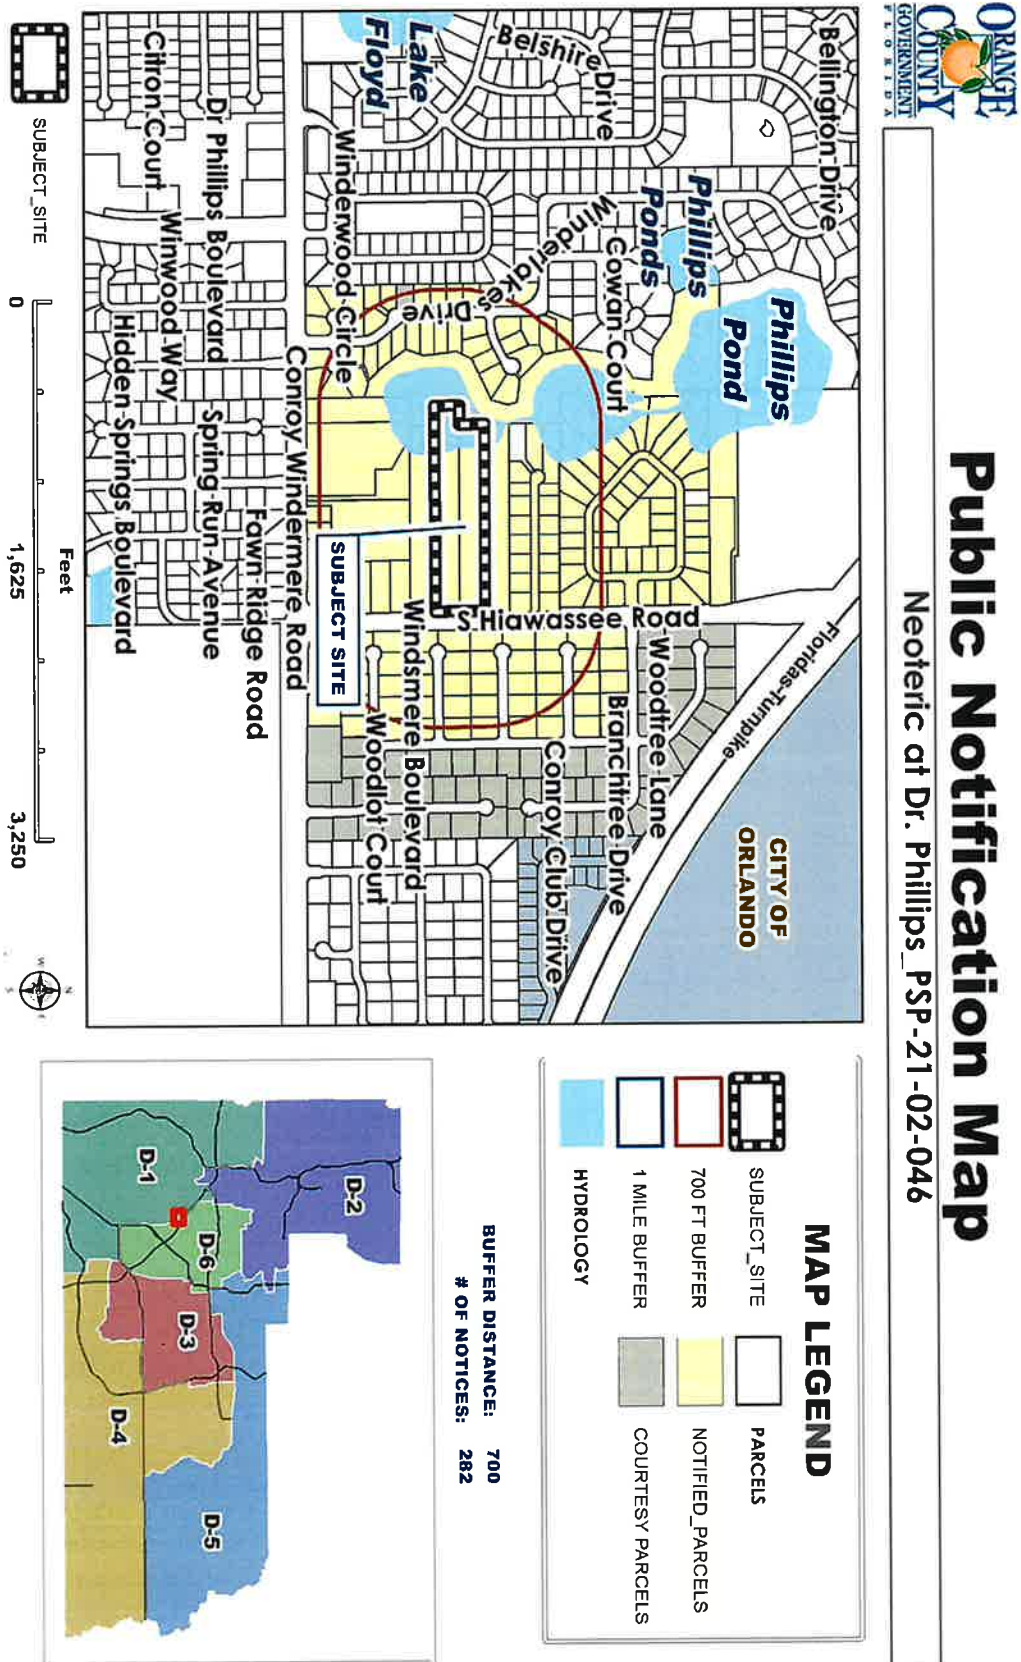 ORANGE
COUNTY
GOVERNMENT
FLORIDA
Public Notification Map
Neoteric at Dr. Phillips_PSP-21-02-046
Bellington Drive
Belshire Drive
Lake
Floyd
Phillips
Ponds
Phillips
Pond
Winderlakes Drive
Cowan Court
Winderwood Circle
Dr Phillips Boulevard
Citron Court
Winwood Way
Hidden Springs Boulevard
Spring Run Avenue
Fawn Ridge Road
Conroy Windermere Road
SUBJECT SITE
S Hiawassee Road
Windsmere Boulevard
Woodlot Court
Woodtree Lane
Branchtree Drive
Conroy Club Drive
Floridas Turnpike
CITY OF
ORLANDO
SUBJECT_SITE
Feet
0 1,625 3,250
N
W E
S
MAP LEGEND
SUBJECT_SITE
700 FT BUFFER
1 MILE BUFFER
HYDROLOGY
PARCELS
NOTIFIED_PARCELS
COURTESY PARCELS
BUFFER DISTANCE: 700
# OF NOTICES: 282
D-2
D-1
D-6
D-3
D-4
D-5